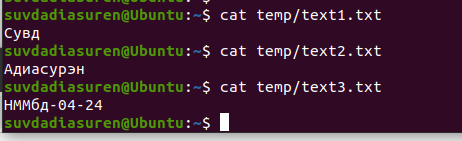 suvdadiasuren@Ubuntu:~$ cat temp/text1.txt
Сувд
suvdadiasuren@Ubuntu:~$ cat temp/text2.txt
Адиасурэн
suvdadiasuren@Ubuntu:~$ cat temp/text3.txt
НММбд-04-24
suvdadiasuren@Ubuntu:~$